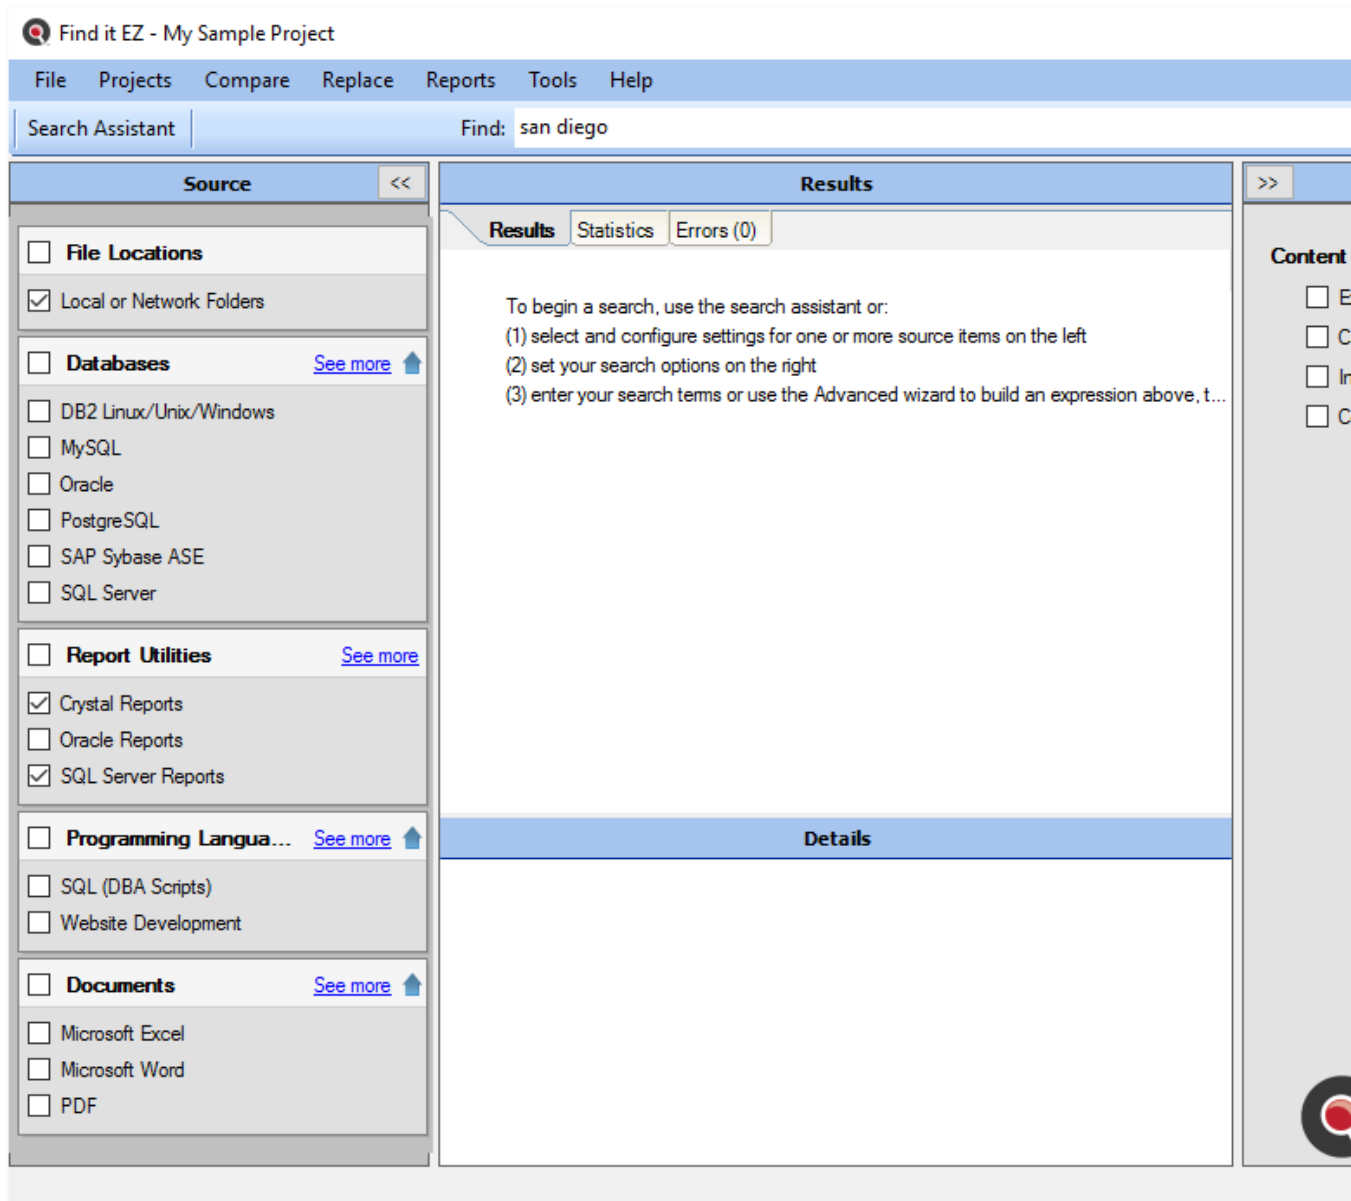 Find it EZ - My Sample Project
File Projects Compare Replace Reports Tools Help
Search Assistant Find: san diego
Source <<
File Locations
Local or Network Folders
Databases See more
DB2 Linux/Unix/Windows
MySQL
Oracle
PostgreSQL
SAP Sybase ASE
SQL Server
Report Utilities See more
Crystal Reports
Oracle Reports
SQL Server Reports
Programming Langua... See more
SQL (DBA Scripts)
Website Development
Documents See more
Microsoft Excel
Microsoft Word
PDF
Results
Results Statistics Errors (0)
To begin a search, use the search assistant or:
(1) select and configure settings for one or more source items on the left
(2) set your search options on the right
(3) enter your search terms or use the Advanced wizard to build an expression above, t...
Details
>>
Content